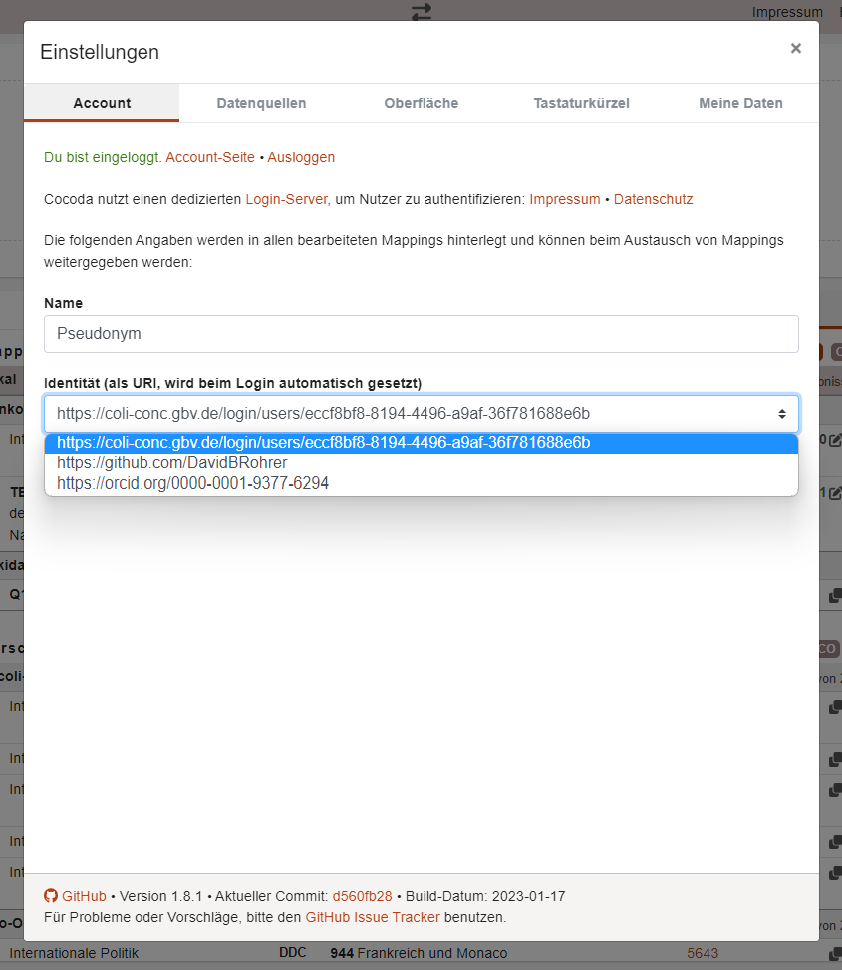 Impressum
Einstellungen
×
Account Datenquellen Oberfläche Tastaturkürzel Meine Daten
Du bist eingeloggt. Account-Seite • Ausloggen
Cocoda nutzt einen dedizierten Login-Server, um Nutzer zu authentifizieren: Impressum • Datenschutz
Die folgenden Angaben werden in allen bearbeiteten Mappings hinterlegt und können beim Austausch von Mappings
weitergegeben werden:
Name
Pseudonym
Identität (als URI, wird beim Login automatisch gesetzt)
https://coli-conc.gbv.de/login/users/eccf8bf8-8194-4496-a9af-36f781688e6b
https://coli-conc.gbv.de/login/users/eccf8bf8-8194-4496-a9af-36f781688e6b
https://github.com/DavidBRohrer
https://orcid.org/0000-0001-9377-6294
GitHub • Version 1.8.1 • Aktueller Commit: d560fb28 • Build-Datum: 2023-01-17
Für Probleme oder Vorschläge, bitte den GitHub Issue Tracker benutzen.
Internationale Politik DDC 944 Frankreich und Monaco 5643